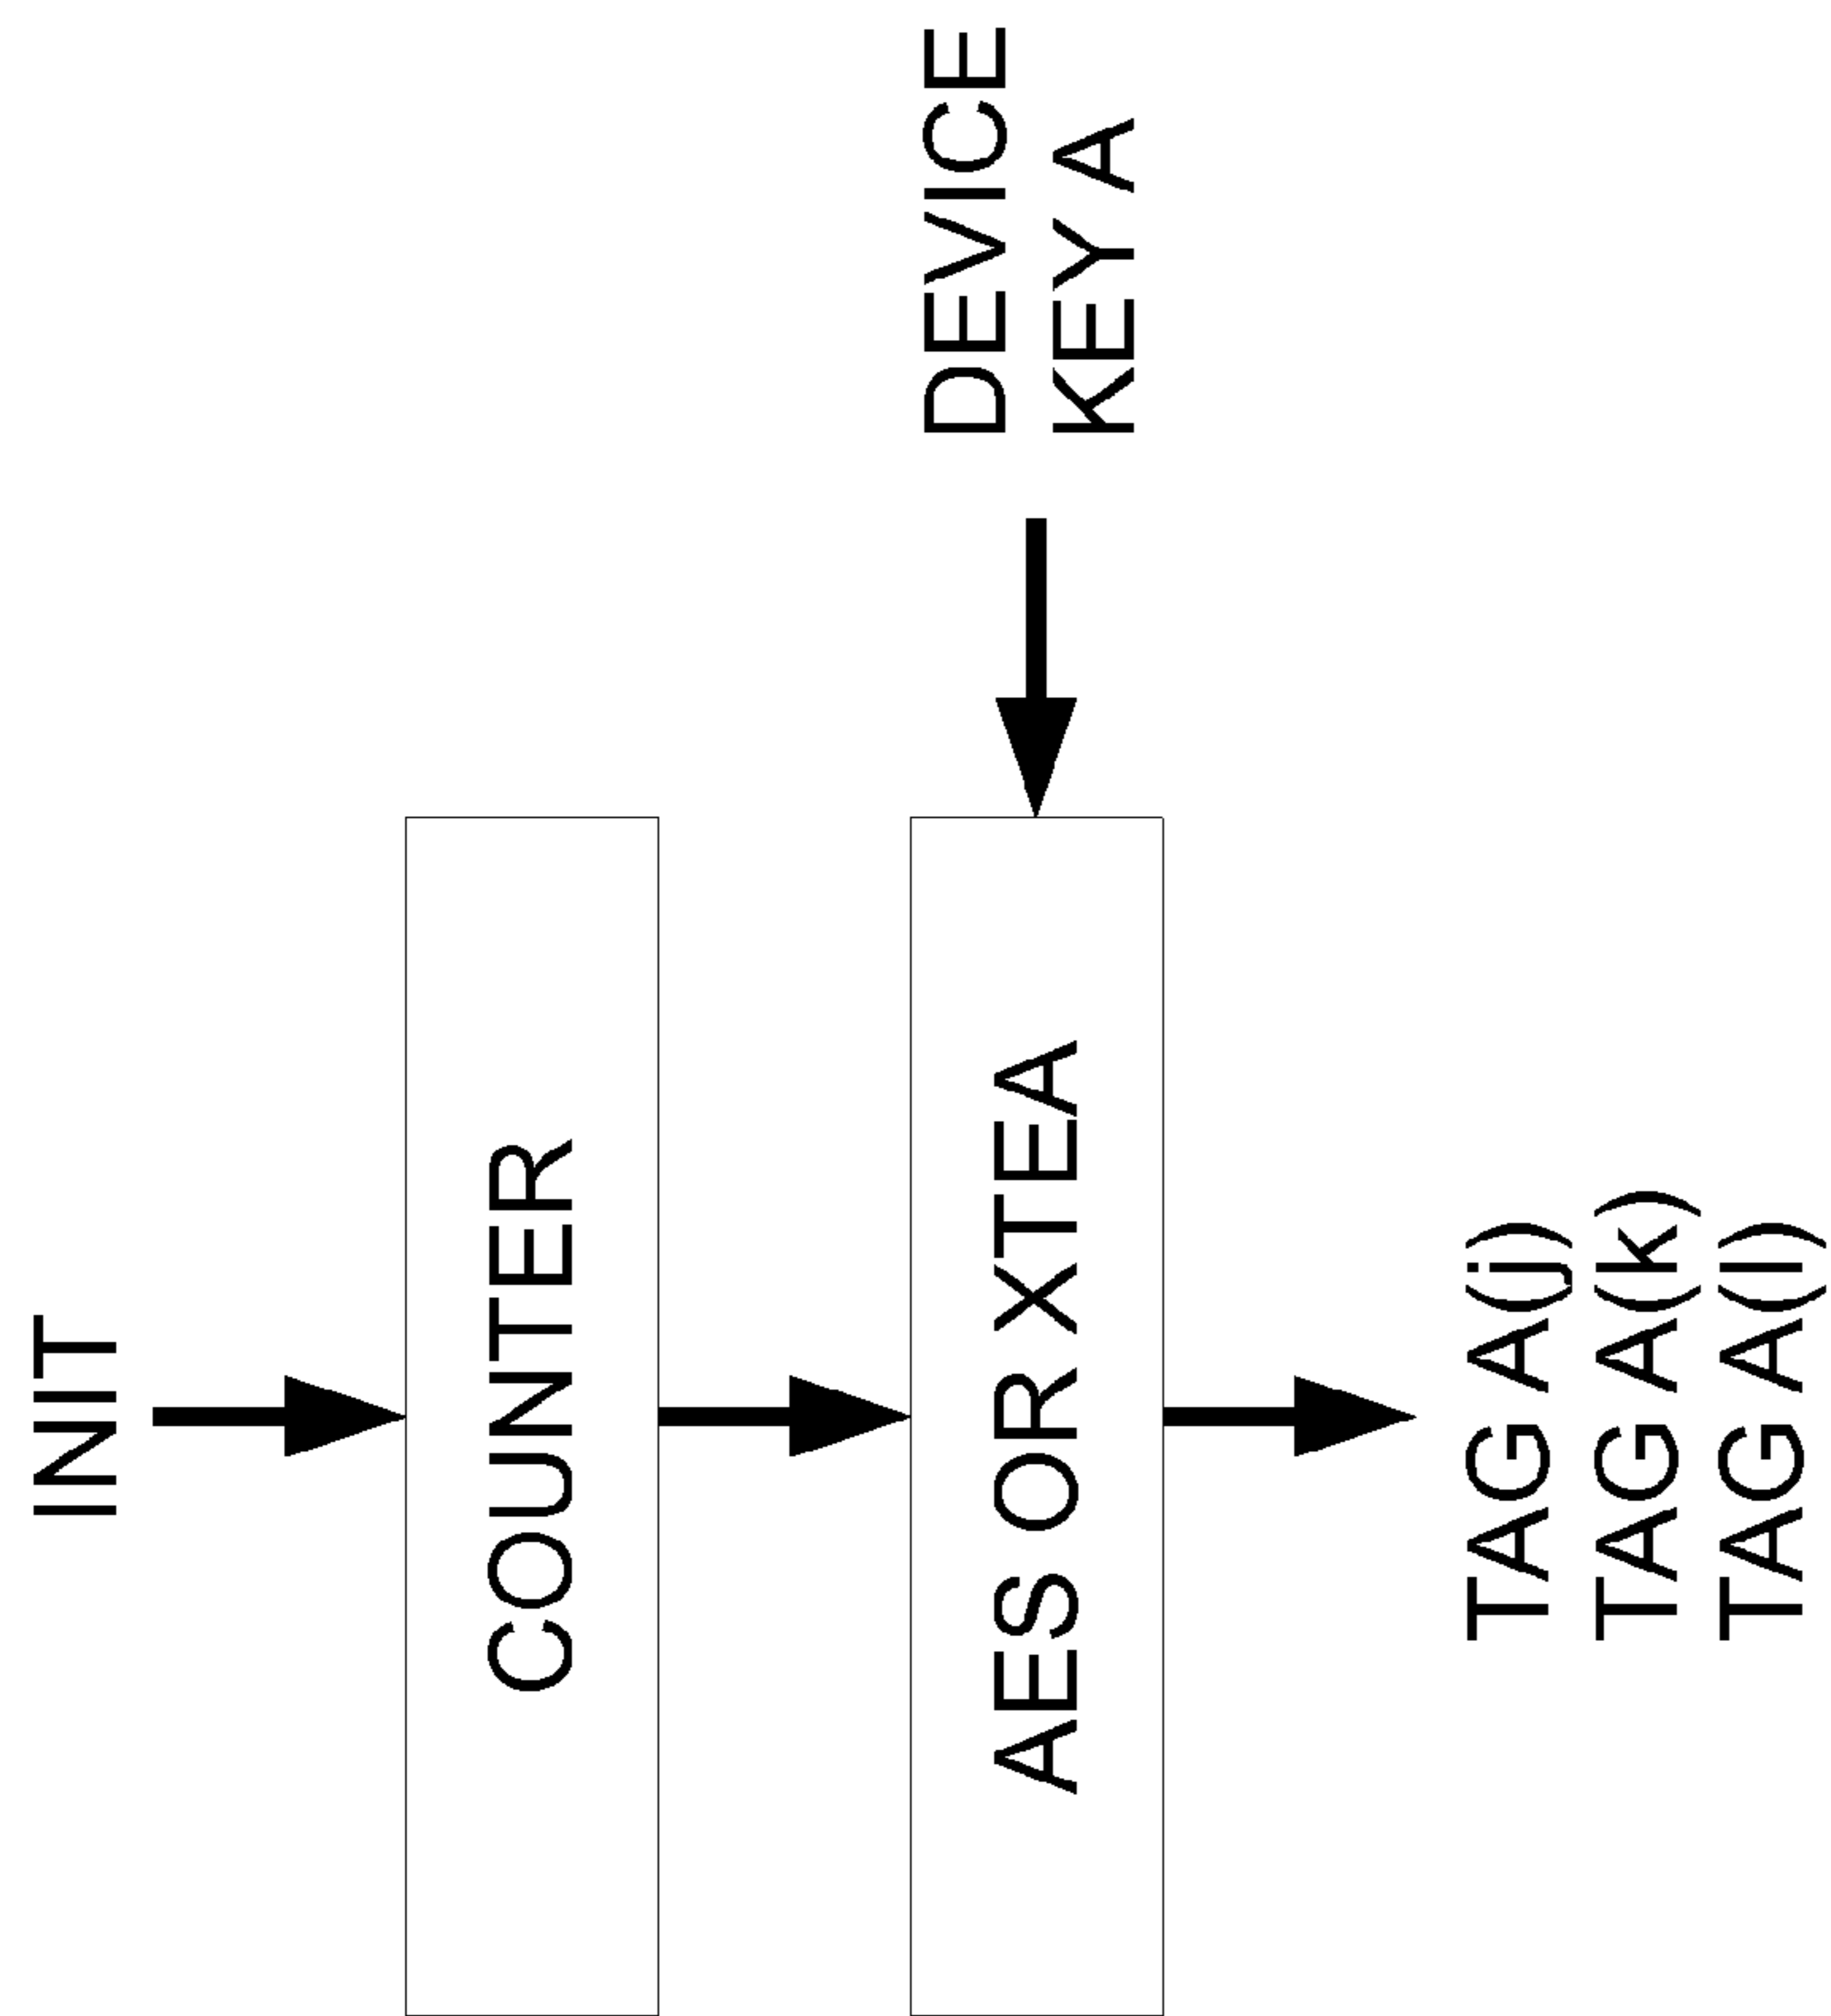 INIT
COUNTER
DEVICE
KEY A
AES OR XTEA
TAG A(j)
TAG A(k)
TAG A(l)